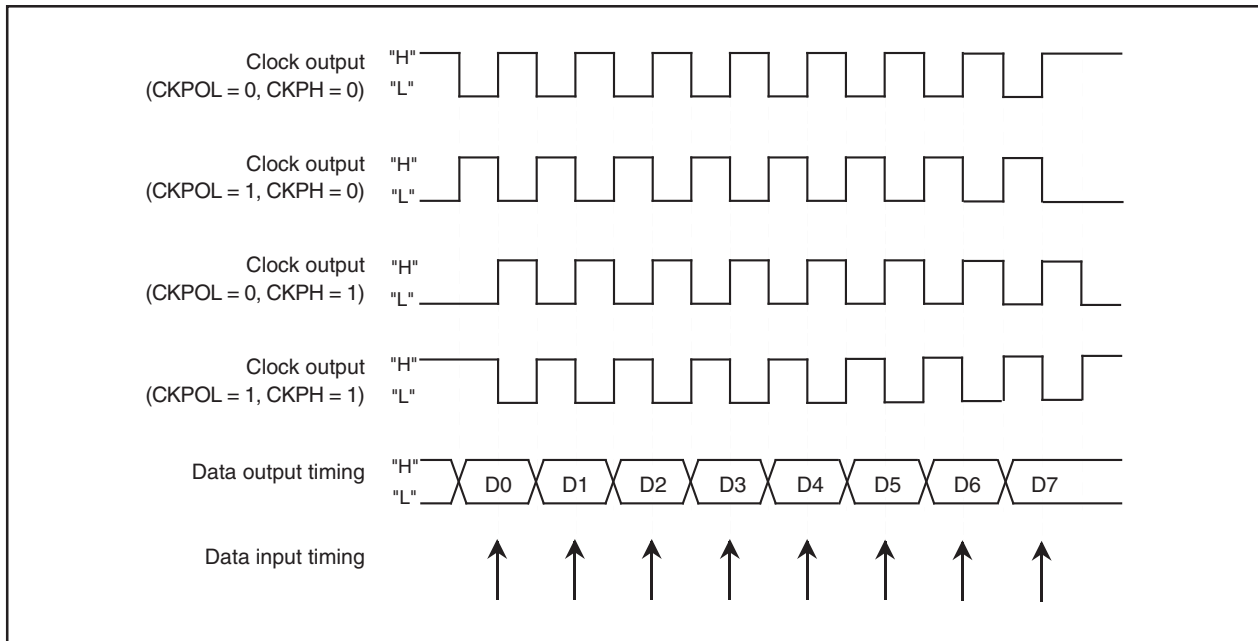 Clock output
(CKPOL = 0, CKPH = 0)
"H"
"L"
Clock output
(CKPOL = 1, CKPH = 0)
"H"
"L"
Clock output
(CKPOL = 0, CKPH = 1)
"H"
"L"
Clock output
(CKPOL = 1, CKPH = 1)
"H"
"L"
Data output timing
"H"
"L"
D0 D1 D2 D3 D4 D5 D6 D7
Data input timing